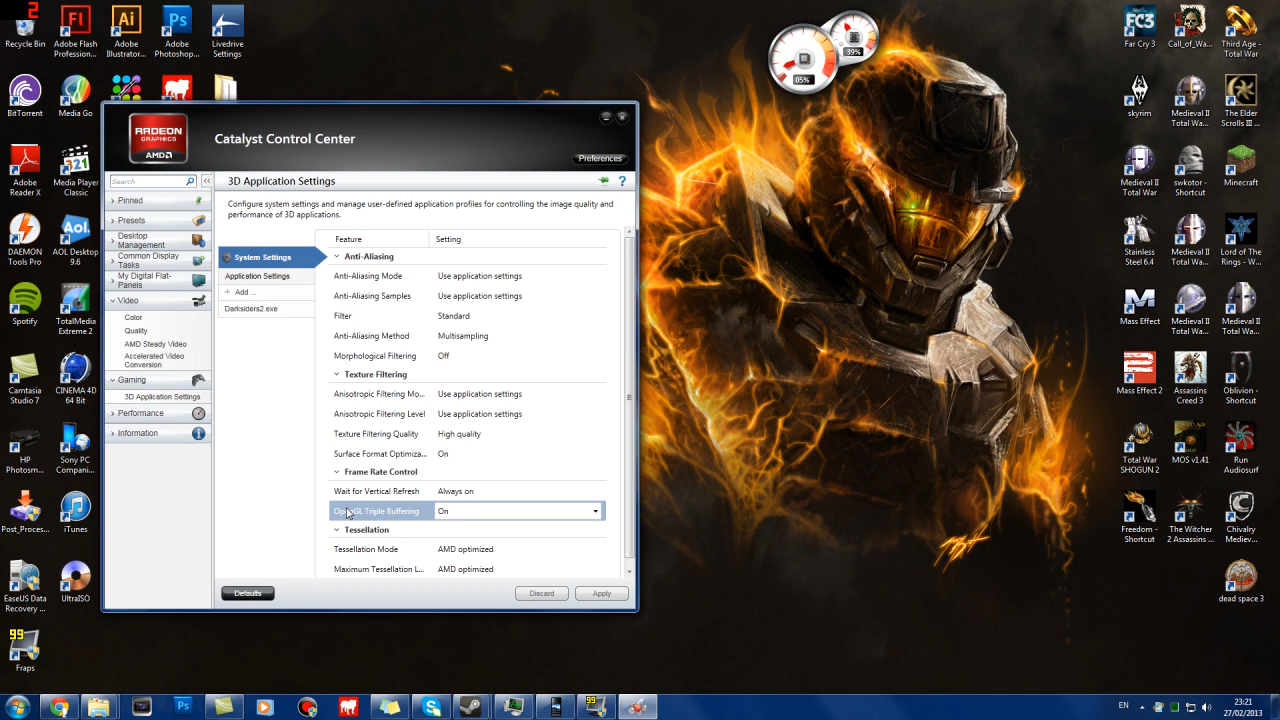 2
Recycle Bin
Adobe Flash Profession...
Adobe Illustrator...
Adobe Photoshop...
Livedrive Settings
BitTorrent
Media Go
Adobe Reader X
Media Player Classic
DAEMON Tools Pro
AOL Desktop 9.6
Spotify
TotalMedia Extreme 2
Camtasia Studio 7
CINEMA 4D 64 Bit
HP Photosm...
Sony PC Compani...
Post_Proces...
iTunes
EaseUS Data Recovery ...
UltraISO
99
Fraps
RADEON
GRAPHICS
AMD
Catalyst Control Center
Preferences
Search
3D Application Settings
Configure system settings and manage user-defined application profiles for controlling the image quality and
performance of 3D applications.
Pinned
Presets
Desktop Management
Common Display Tasks
My Digital Flat-Panels
Video
Color
Quality
AMD Steady Video
Accelerated Video Conversion
Gaming
3D Application Settings
Performance
Information
System Settings
Application Settings
Add ...
Darksiders2.exe
Feature Setting
Anti-Aliasing
Anti-Aliasing Mode Use application settings
Anti-Aliasing Samples Use application settings
Filter Standard
Anti-Aliasing Method Multisampling
Morphological Filtering Off
Texture Filtering
Anisotropic Filtering Mo... Use application settings
Anisotropic Filtering Level Use application settings
Texture Filtering Quality High quality
Surface Format Optimiza... On
Frame Rate Control
Wait for Vertical Refresh Always on
OpenGL Triple Buffering On
Tessellation
Tessellation Mode AMD optimized
Maximum Tessellation L... AMD optimized
Defaults
Discard
Apply
05%
39%
FC3
Far Cry 3
Call_of_Wa...
Third Age - Total War
skyrim
Medieval II Total Wa...
The Elder Scrolls III ...
Medieval II Total War
swkotor - Shortcut
Minecraft
Stainless Steel 6.4
Medieval II Total Wa...
Lord of The Rings - W...
Mass Effect
Medieval II Total Wa...
Medieval II Total Wa...
Mass Effect 2
Assassins Creed 3
Oblivion - Shortcut
Total War SHOGUN 2
MOS v1.41
Run Audiosurf
Freedom - Shortcut
The Witcher 2 Assassins ...
Chivalry Mediev...
dead space 3
EN
23:21
27/02/2013